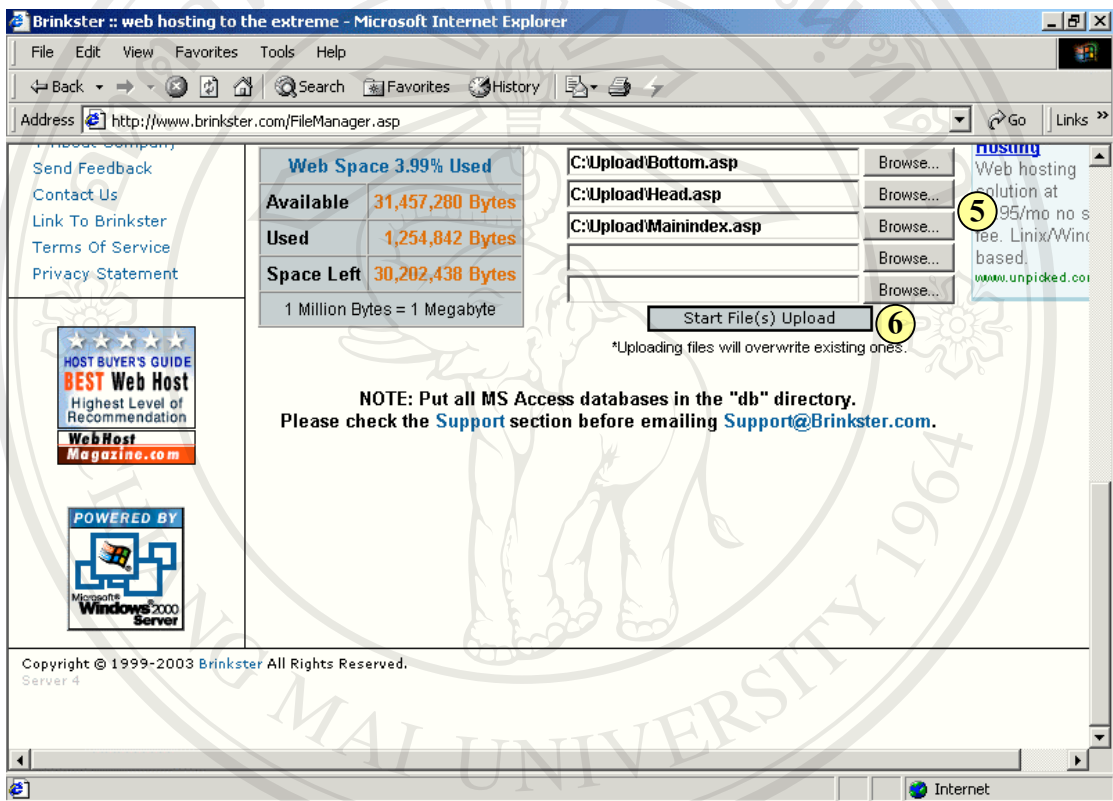 Brinkster :: web hosting to the extreme - Microsoft Internet Explorer
File Edit View Favorites Tools Help
Back Search Favorites History
Address http://www.brinkster.com/FileManager.asp Go Links »
Send Feedback
Contact Us
Link To Brinkster
Terms Of Service
Privacy Statement
HOST BUYER'S GUIDE
BEST Web Host
Highest Level of
Recommendation
WebHost
Magazine.com
POWERED BY
Microsoft®
Windows®2000
Server
Web Space 3.99% Used
Available 31,457,280 Bytes
Used 1,254,842 Bytes
Space Left 30,202,438 Bytes
1 Million Bytes = 1 Megabyte
C:\Upload\Bottom.asp Browse...
C:\Upload\Head.asp Browse...
C:\Upload\Mainindex.asp Browse...
Browse...
Browse...
5
Start File(s) Upload
6
*Uploading files will overwrite existing ones.
Hosting
Web hosting
solution at
95/mo no s
fee. Linix/Wind
based.
www.unpicked.co
NOTE: Put all MS Access databases in the "db" directory.
Please check the Support section before emailing Support@Brinkster.com.
Copyright © 1999-2003 Brinkster All Rights Reserved.
Server 4
Internet
CHIANG MAI UNIVERSITY 1964